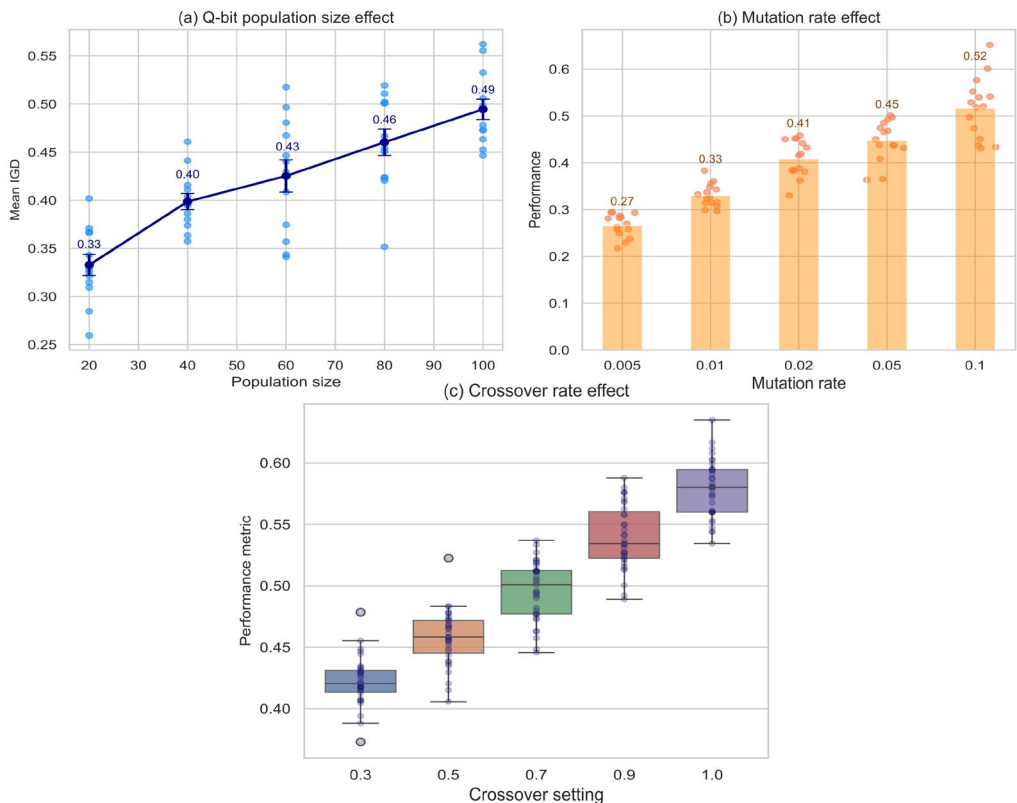 (a) Q-bit population size effect
Mean IGD
0.55
0.50
0.45
0.40
0.35
0.30
0.25
0.33
0.40
0.43
0.46
0.49
20 30 40 50 60 70 80 90 100
Population size
(b) Mutation rate effect
Performance
0.6
0.5
0.4
0.3
0.2
0.1
0.0
0.27
0.33
0.41
0.45
0.52
0.005 0.01 0.02 0.05 0.1
Mutation rate
(c) Crossover rate effect
Performance metric
0.60
0.55
0.50
0.45
0.40
0.3 0.5 0.7 0.9 1.0
Crossover setting